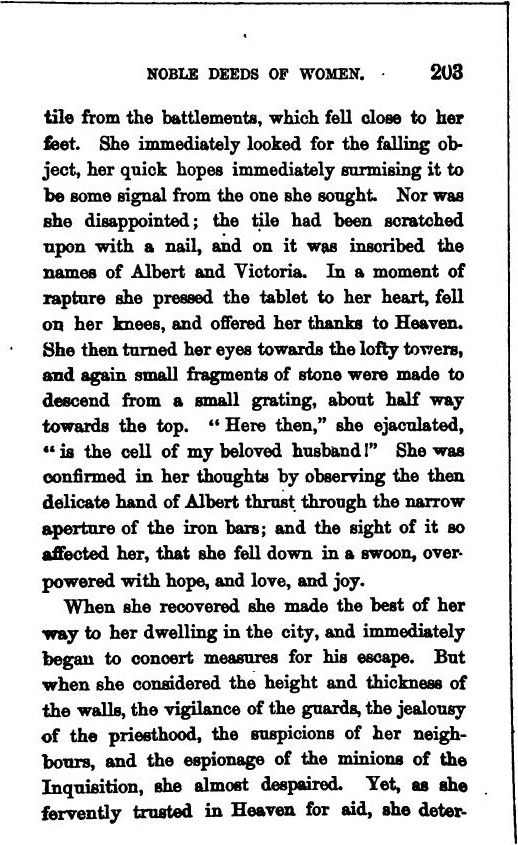 NOBLE DEEDS OF WOMEN. 203
tile from the battlements, which fell close to her
feet. She immediately looked for the falling ob-
ject, her quick hopes immediately surmising it to
be some signal from the one she sought. Nor was
she disappointed; the tile had been scratched
upon with a nail, and on it was inscribed the
names of Albert and Victoria. In a moment of
rapture she pressed the tablet to her heart, fell
on her knees, and offered her thanks to Heaven.
She then turned her eyes towards the lofty towers,
and again small fragments of stone were made to
descend from a small grating, about half way
towards the top. "Here then," she ejaculated,
"is the cell of my beloved husband!" She was
confirmed in her thoughts by observing the then
delicate hand of Albert thrust through the narrow
aperture of the iron bars; and the sight of it so
affected her, that she fell down in a swoon, over-
powered with hope, and love, and joy.
When she recovered she made the best of her
way to her dwelling in the city, and immediately
began to concert measures for his escape. But
when she considered the height and thickness of
the walls, the vigilance of the guards, the jealousy
of the priesthood, the suspicions of her neigh-
bours, and the espionage of the minions of the
Inquisition, she almost despaired. Yet, as she
fervently trusted in Heaven for aid, she deter-